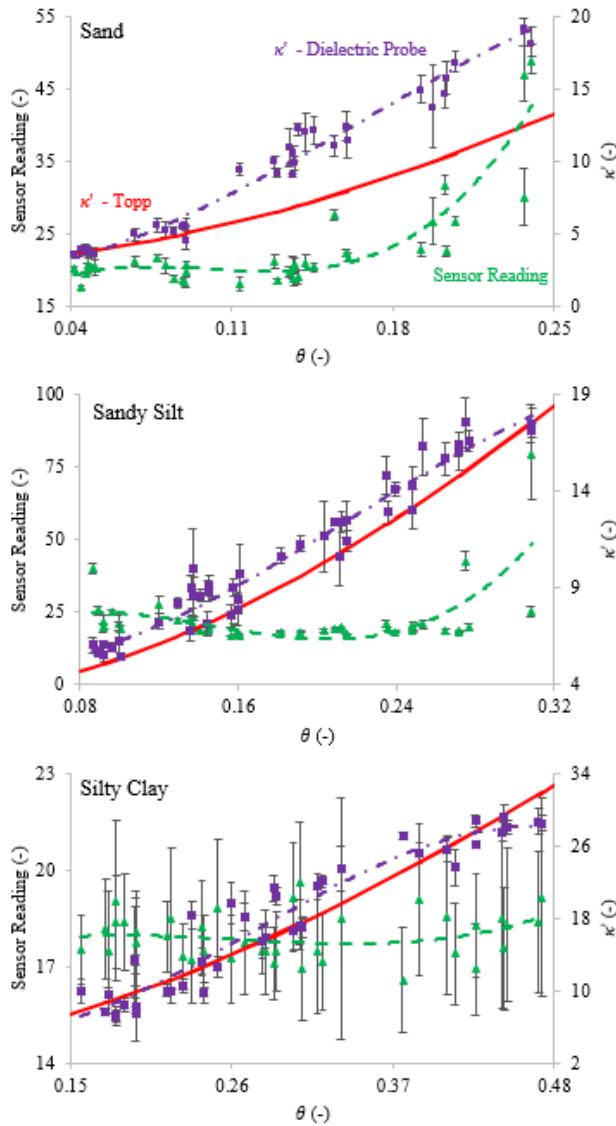 Sand
κ' - Dielectric Probe
κ' - Topp
Sensor Reading
Sensor Reading (-)
55
45
35
25
15
20
15
10
5
0
κ' (-)
0.04
0.11
0.18
0.25
θ (-)
Sandy Silt
Sensor Reading (-)
100
75
50
25
0
19
14
9
4
κ' (-)
0.08
0.16
0.24
0.32
θ (-)
Silty Clay
Sensor Reading (-)
23
20
17
14
34
26
18
10
2
κ' (-)
0.15
0.26
0.37
0.48
θ (-)